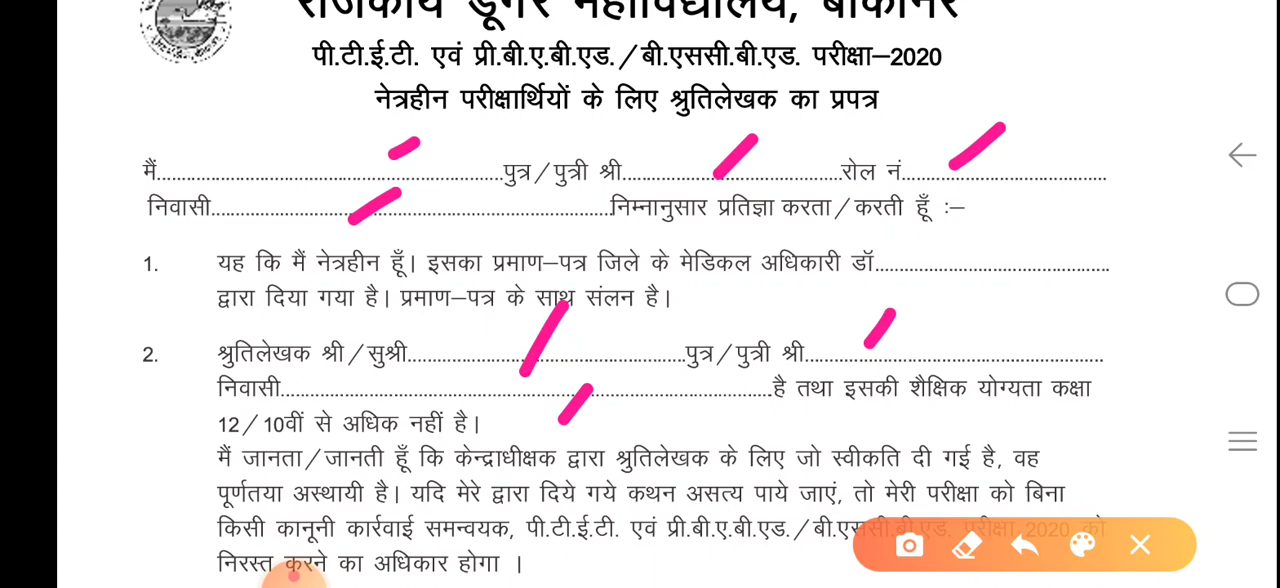 राजकीय डूंगर महाविद्यालय, बीकानेर
पी.टी.ई.टी. एवं प्री.बी.ए.बी.एड./बी.एससी.बी.एड. परीक्षा–2020
नेत्रहीन परीक्षार्थियों के लिए श्रुतिलेखक का प्रपत्र
मैं..........................................................पुत्र/पुत्री श्री.....................................रोल नं..................................
निवासी...................................................................निम्नानुसार प्रतिज्ञा करता/करती हूँ :–
1. यह कि मैं नेत्रहीन हूँ। इसका प्रमाण–पत्र जिले के मेडिकल अधिकारी डॉ.......................................
द्वारा दिया गया है। प्रमाण–पत्र के साथ संलन है।
2. श्रुतिलेखक श्री/सुश्री..............................................पुत्र/पुत्री श्री..................................................
निवासी..................................................................................है तथा इसकी शैक्षिक योग्यता कक्षा
12/10वीं से अधिक नहीं है।
मैं जानता/जानती हूँ कि केन्द्राधीक्षक द्वारा श्रुतिलेखक के लिए जो स्वीकति दी गई है, वह
पूर्णतया अस्थायी है। यदि मेरे द्वारा दिये गये कथन असत्य पाये जाएं, तो मेरी परीक्षा को बिना
किसी कानूनी कार्रवाई समन्वयक, पी.टी.ई.टी. एवं प्री.बी.ए.बी.एड./बी.एससी.बी.एड. परीक्षा 2020 को
निरस्त करने का अधिकार होगा ।